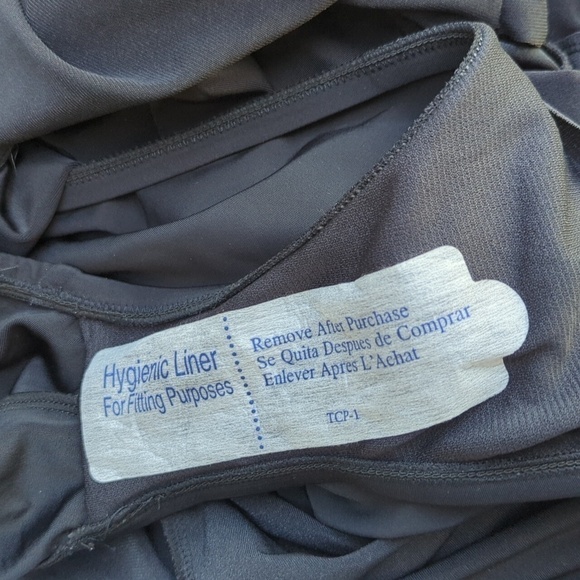 Hygienic Liner
For Fitting Purposes
Remove After Purchase
Se Quita Despues de Comprar
Enlever Apres L'Achat
TCP-1